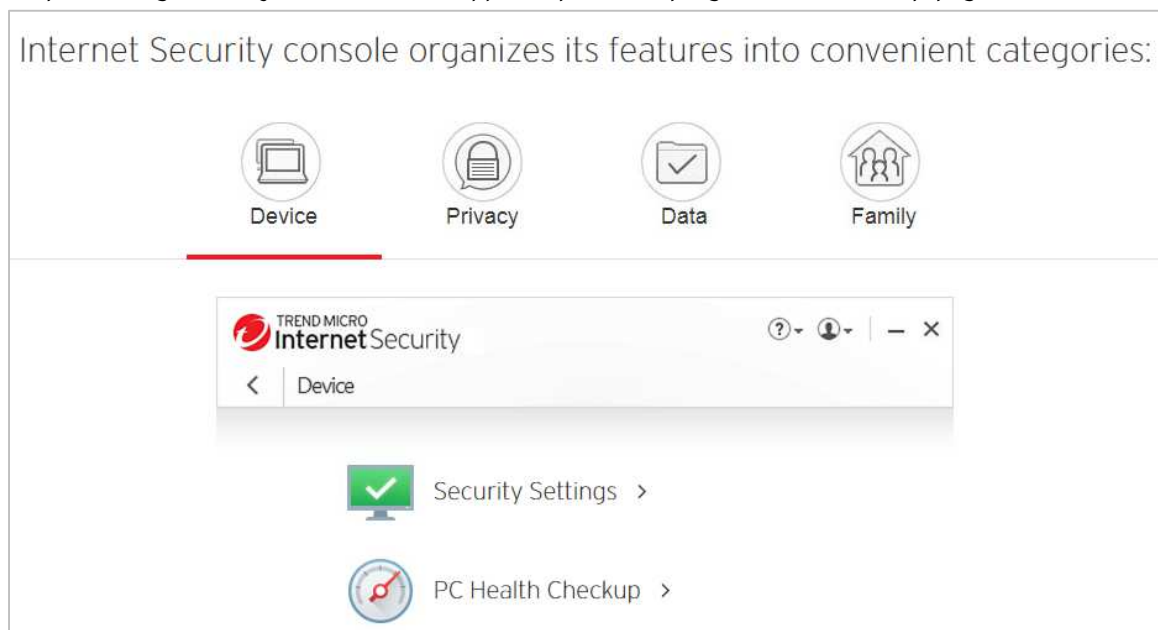 Internet Security console organizes its features into convenient categories:
Device Privacy Data Family
TREND MICRO
Internet Security
Device
Security Settings >
PC Health Checkup >